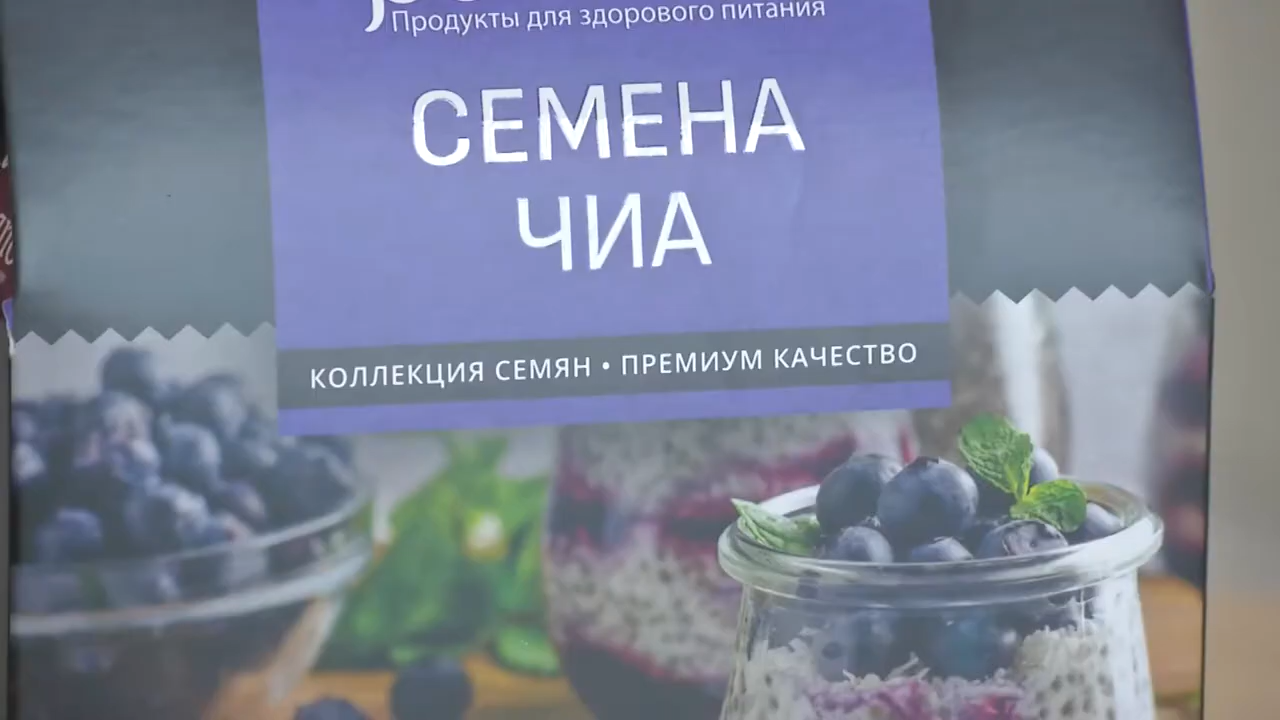 Продукты для здорового питания
СЕМЕНА
ЧИА
КОЛЛЕКЦИЯ СЕМЯН • ПРЕМИУМ КАЧЕСТВО